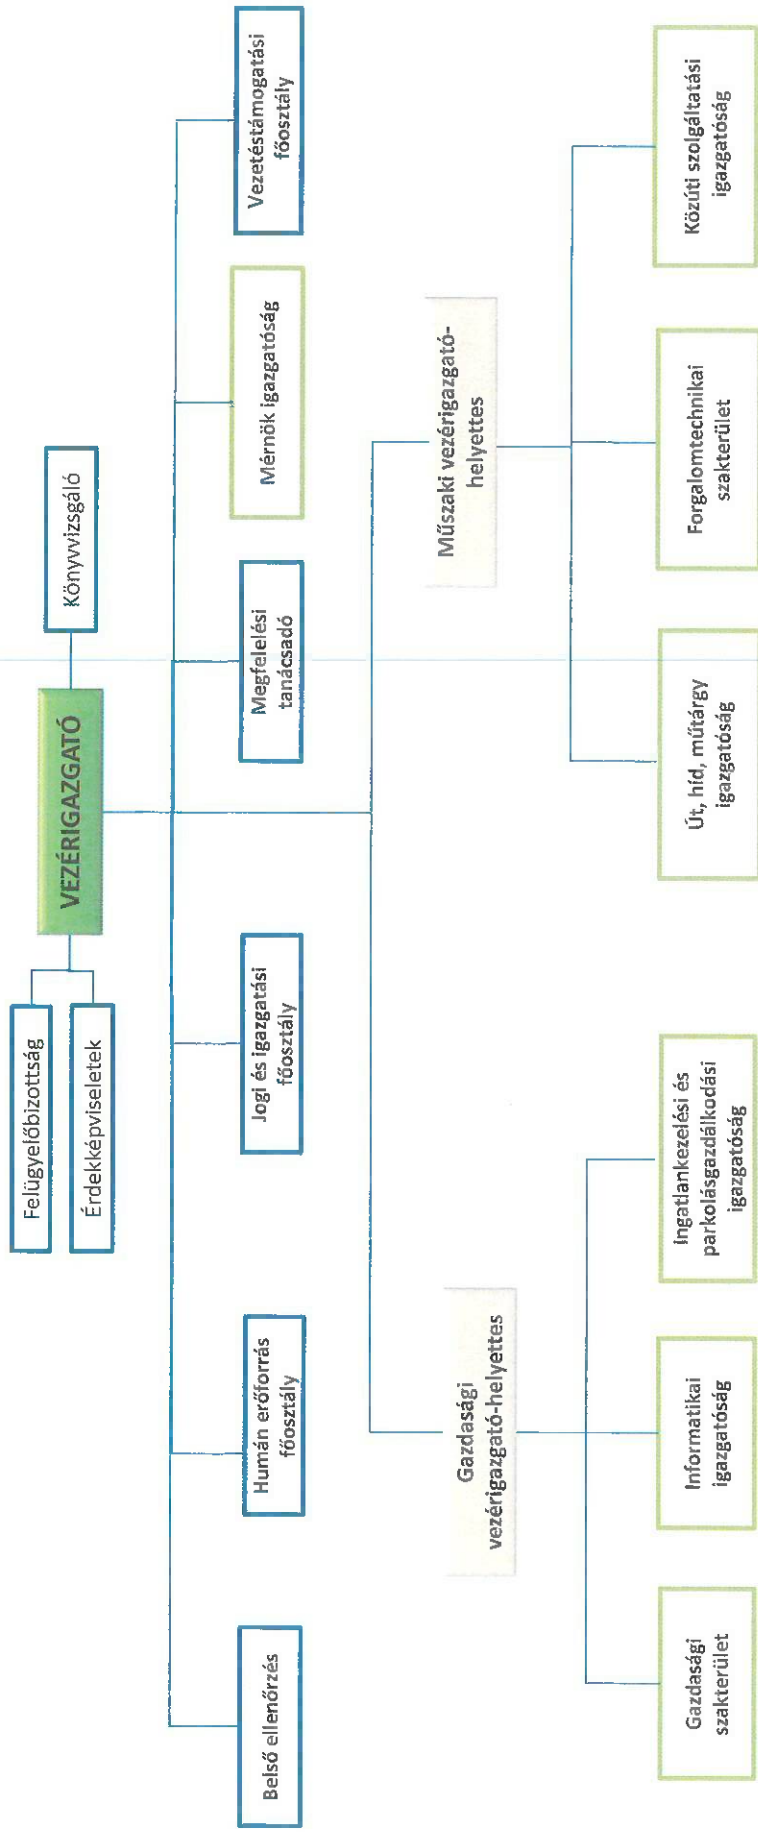 Felügyelőbizottság
Érdekképviseletek
VEZÉRIGAZGATÓ
Könyvvizsgáló
Belső ellenőrzés
Humán erőforrás
főosztály
Jogi és igazgatási
főosztály
Megfelelési
tanácsadó
Mérnök igazgatóság
Vezetéstámogatási
főosztály
Gazdasági
vezérigazgató-helyettes
Műszaki vezérigazgató-
helyettes
Gazdasági
szakterület
Informatikai
igazgatóság
Ingatlankezelési és
parkolásgazdálkodási
igazgatóság
Út, híd, műtárgy
igazgatóság
Forgalomtechnikai
szakterület
Közúti szolgáltatási
igazgatóság